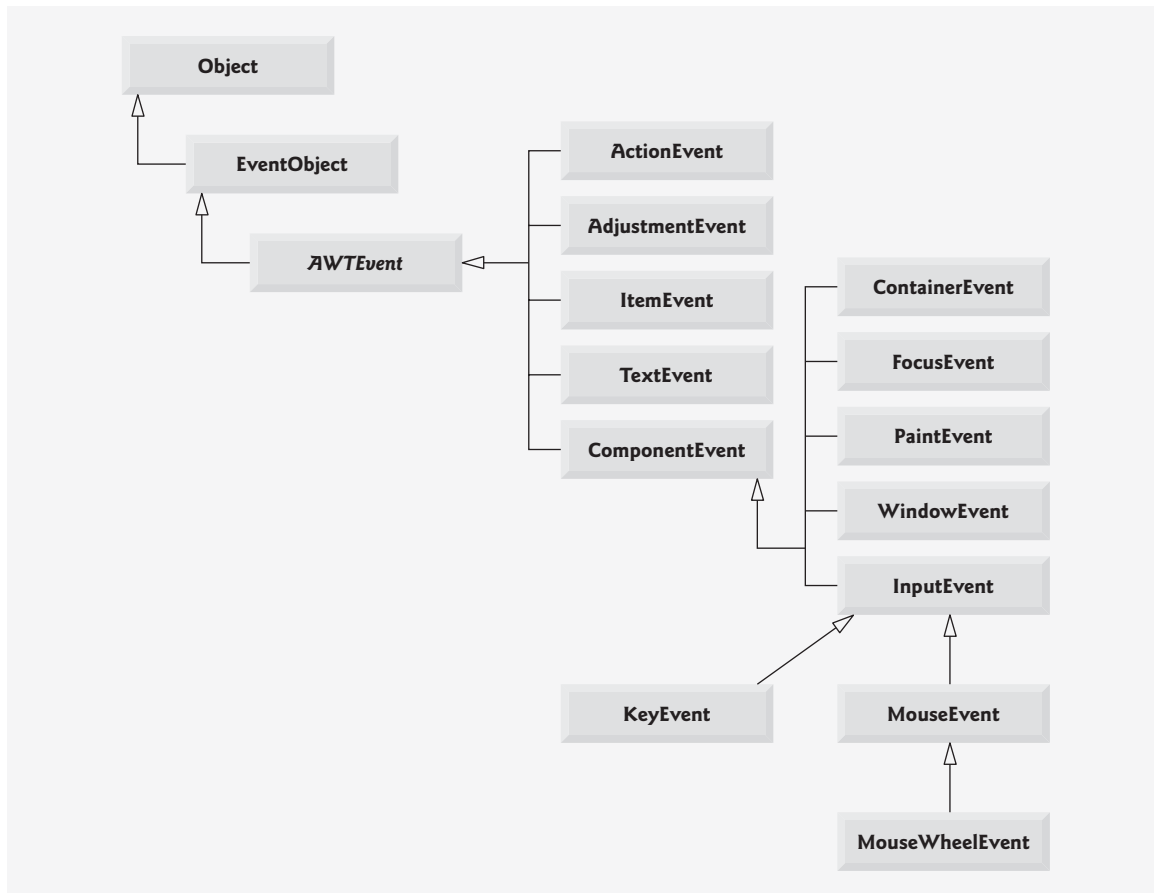 Object
EventObject
AWTEvent
ActionEvent
AdjustmentEvent
ItemEvent
TextEvent
ComponentEvent
ContainerEvent
FocusEvent
PaintEvent
WindowEvent
InputEvent
KeyEvent
MouseEvent
MouseWheelEvent